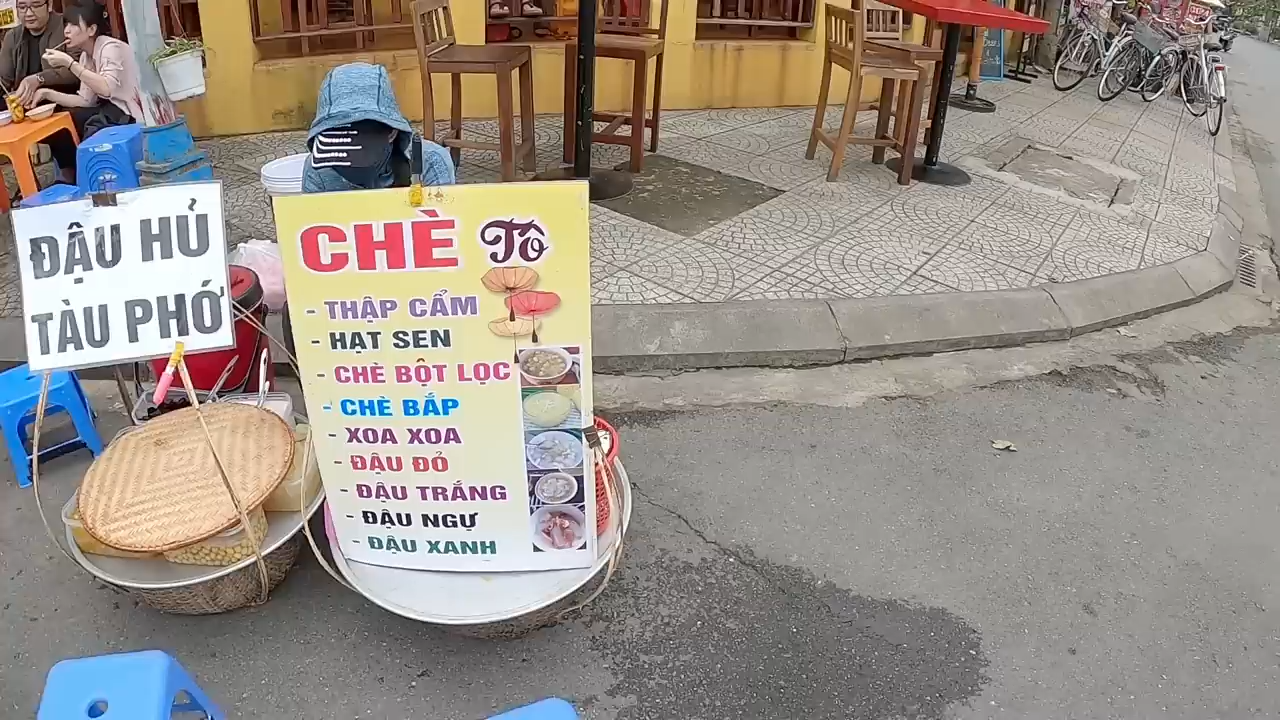 ĐẬU HỦ
TÀU PHỚ
CHÈ Tô
- THẬP CẨM
- HẠT SEN
- CHÈ BỘT LỌC
- CHÈ BẮP
- XOA XOA
- ĐẬU ĐỎ
- ĐẬU TRẮNG
- ĐẬU NGỰ
- ĐẬU XANH